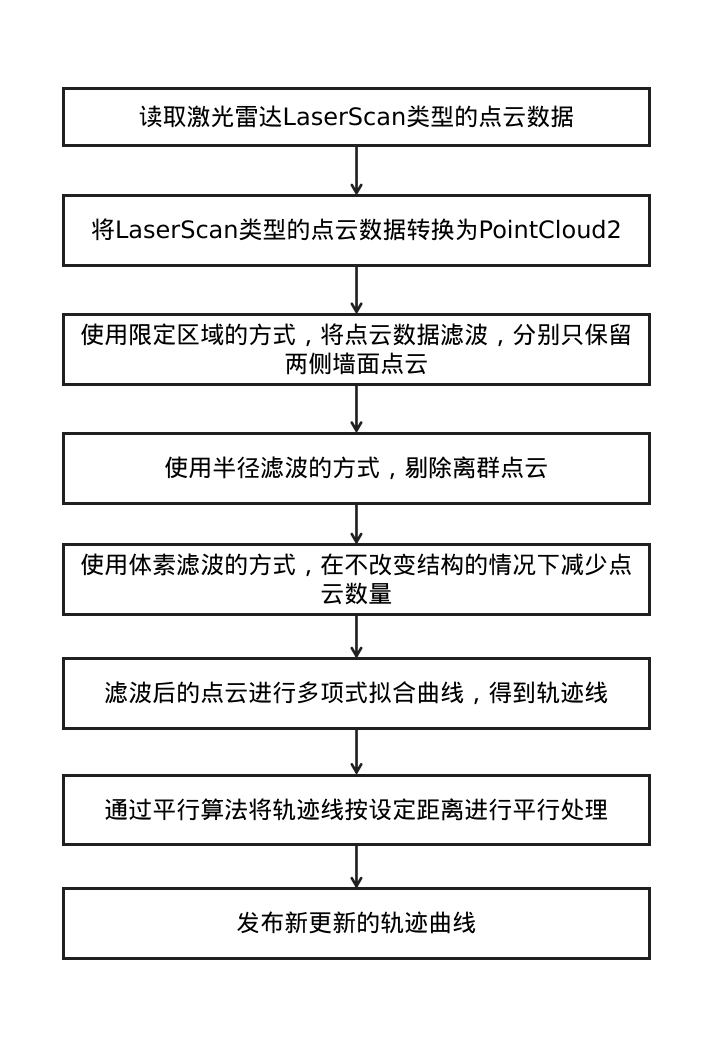 读取激光雷达LaserScan类型的点云数据
将LaserScan类型的点云数据转换为PointCloud2
使用限定区域的方式，将点云数据滤波，分别只保留
两侧墙面点云
使用半径滤波的方式，剔除离群点云
使用体素滤波的方式，在不改变结构的情况下减少点
云数量
滤波后的点云进行多项式拟合曲线，得到轨迹线
通过平行算法将轨迹线按设定距离进行平行处理
发布新更新的轨迹曲线